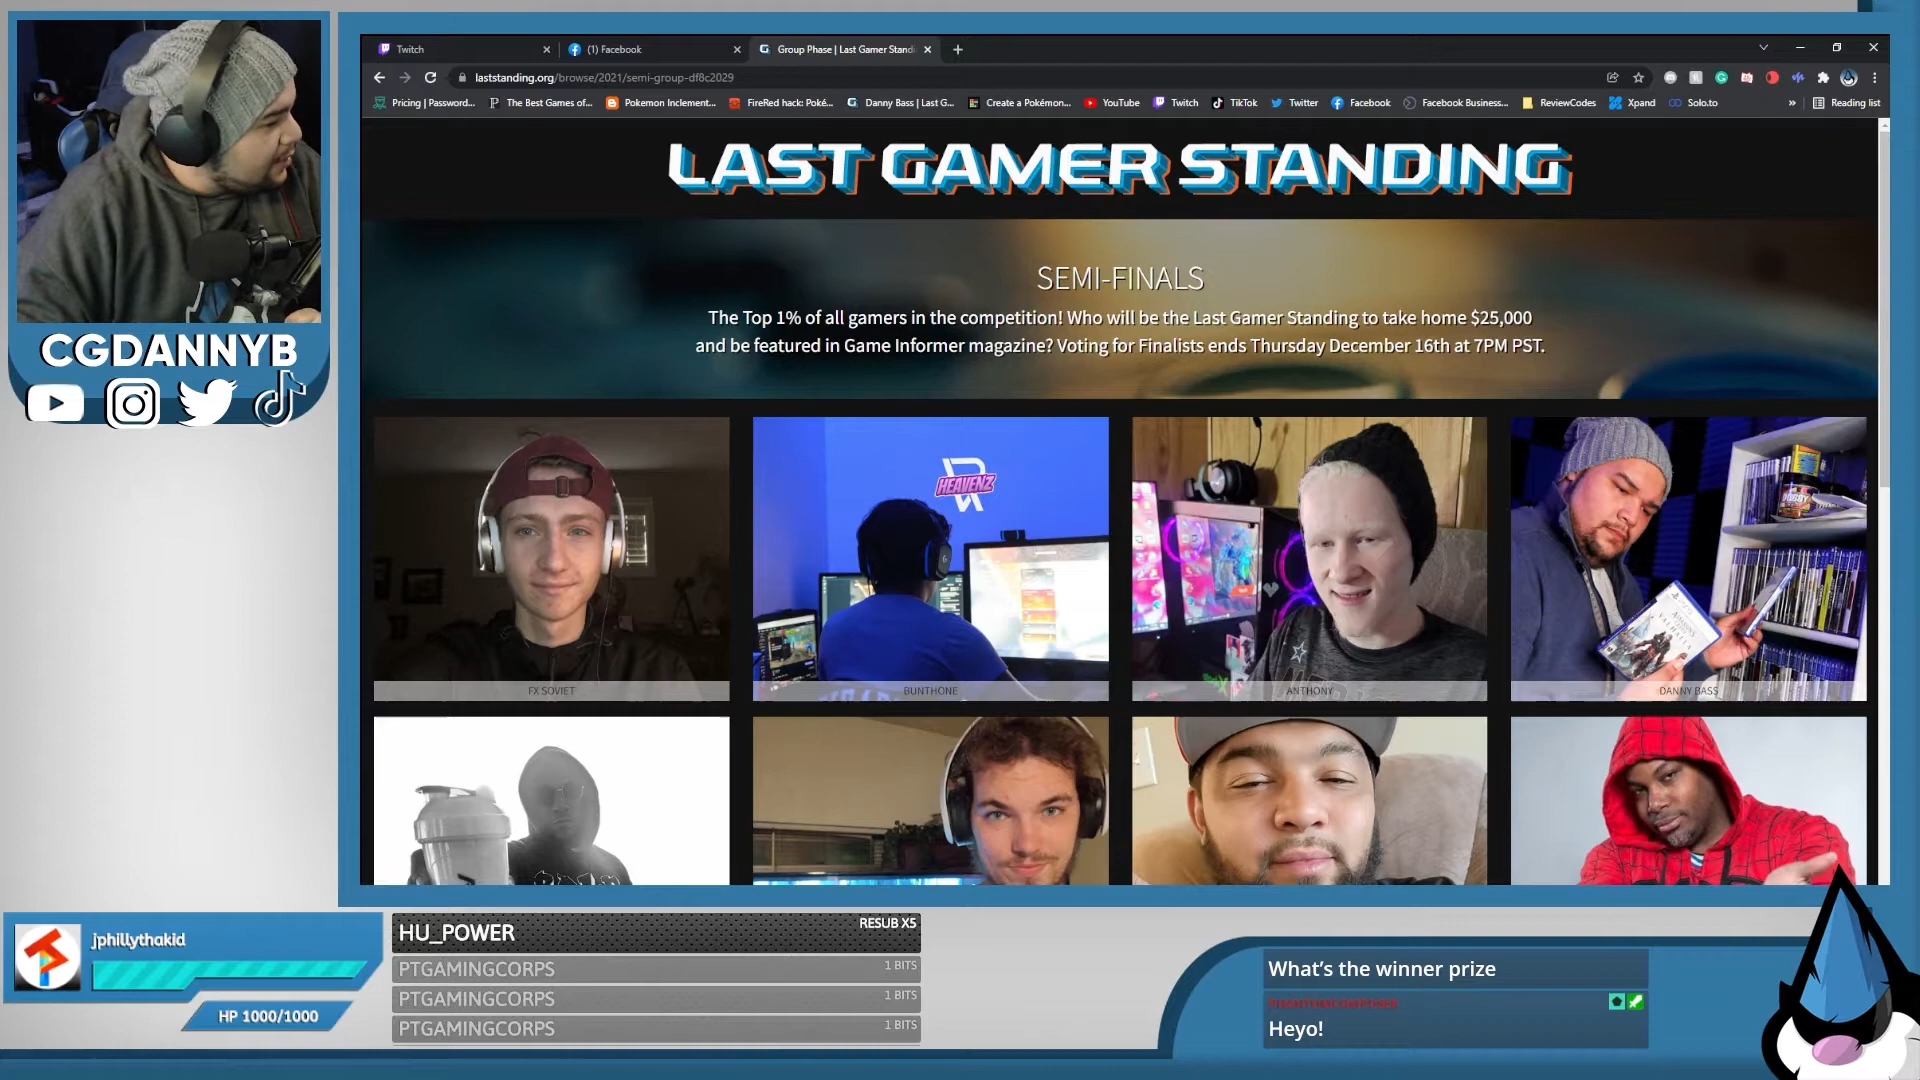 Twitch
(1) Facebook
Group Phase | Last Gamer Standi
laststanding.org/browse/2021/semi-group-df8c2029
Pricing | Password...
The Best Games of...
Pokemon Inclement...
FireRed hack: Poké...
Danny Bass | Last G...
Create a Pokémon...
YouTube
Twitch
TikTok
Twitter
Facebook
Facebook Business...
ReviewCodes
Xpand
Solo.to
»
Reading list
LAST GAMER STANDING
SEMI-FINALS
The Top 1% of all gamers in the competition! Who will be the Last Gamer Standing to take home $25,000
and be featured in Game Informer magazine? Voting for Finalists ends Thursday December 16th at 7PM PST.
CGDANNYB
HEAVENZ
VALHALLA
FX SOVIET
BUNTHONE
ANTHONY
DANNY BASS
jphillythakid
HP 1000/1000
HU_POWER
RESUB X5
PTGAMINGCORPS
1 BITS
PTGAMINGCORPS
1 BITS
PTGAMINGCORPS
1 BITS
What's the winner prize
PHANTUMCOMPOSER
Heyo!